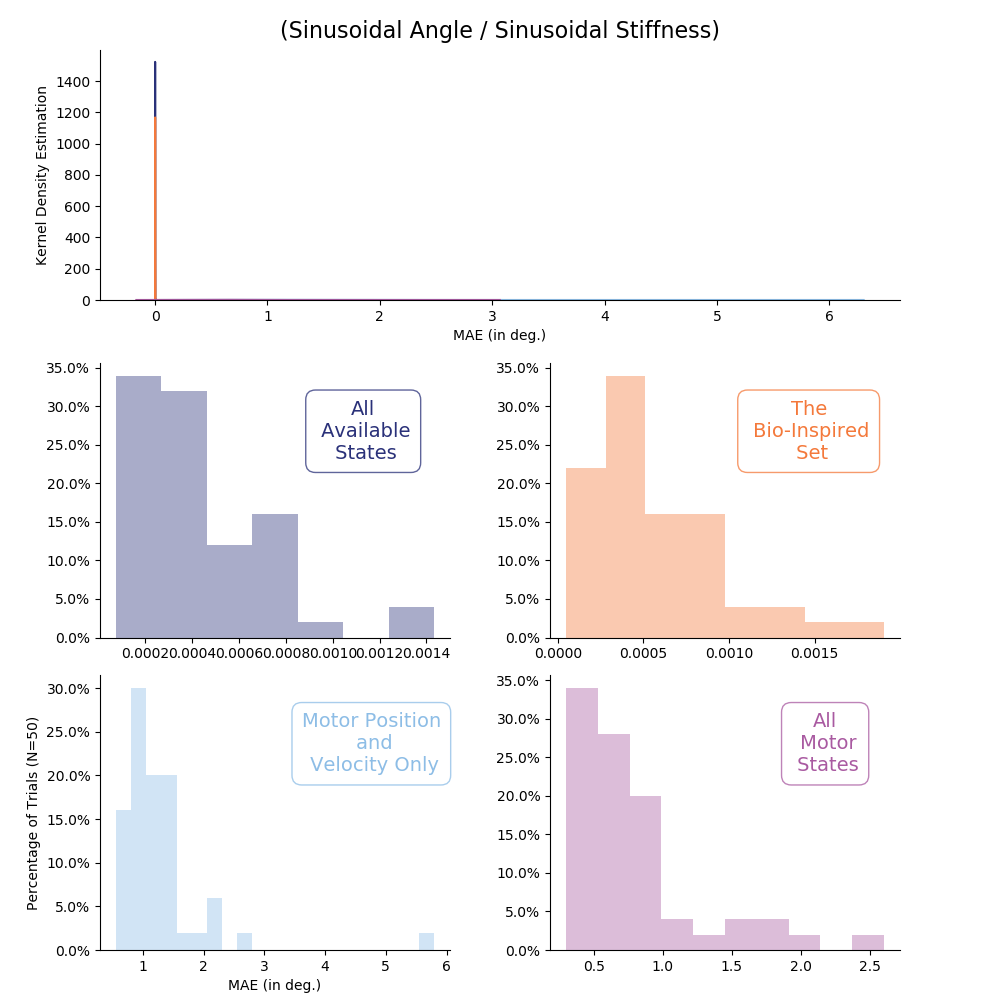 (Sinusoidal Angle / Sinusoidal Stiffness)
Kernel Density Estimation
1400
1200
1000
800
600
400
200
0
0 1 2 3 4 5 6
MAE (in deg.)
35.0%
30.0%
25.0%
20.0%
15.0%
10.0%
5.0%
0.0%
0.0002 0.0004 0.0006 0.0008 0.0010 0.0012 0.0014
All
Available
States
35.0%
30.0%
25.0%
20.0%
15.0%
10.0%
5.0%
0.0%
0.0000 0.0005 0.0010 0.0015
The
Bio-Inspired
Set
Percentage of Trials (N=50)
30.0%
25.0%
20.0%
15.0%
10.0%
5.0%
0.0%
1 2 3 4 5 6
MAE (in deg.)
Motor Position
and
Velocity Only
35.0%
30.0%
25.0%
20.0%
15.0%
10.0%
5.0%
0.0%
0.5 1.0 1.5 2.0 2.5
All
Motor
States